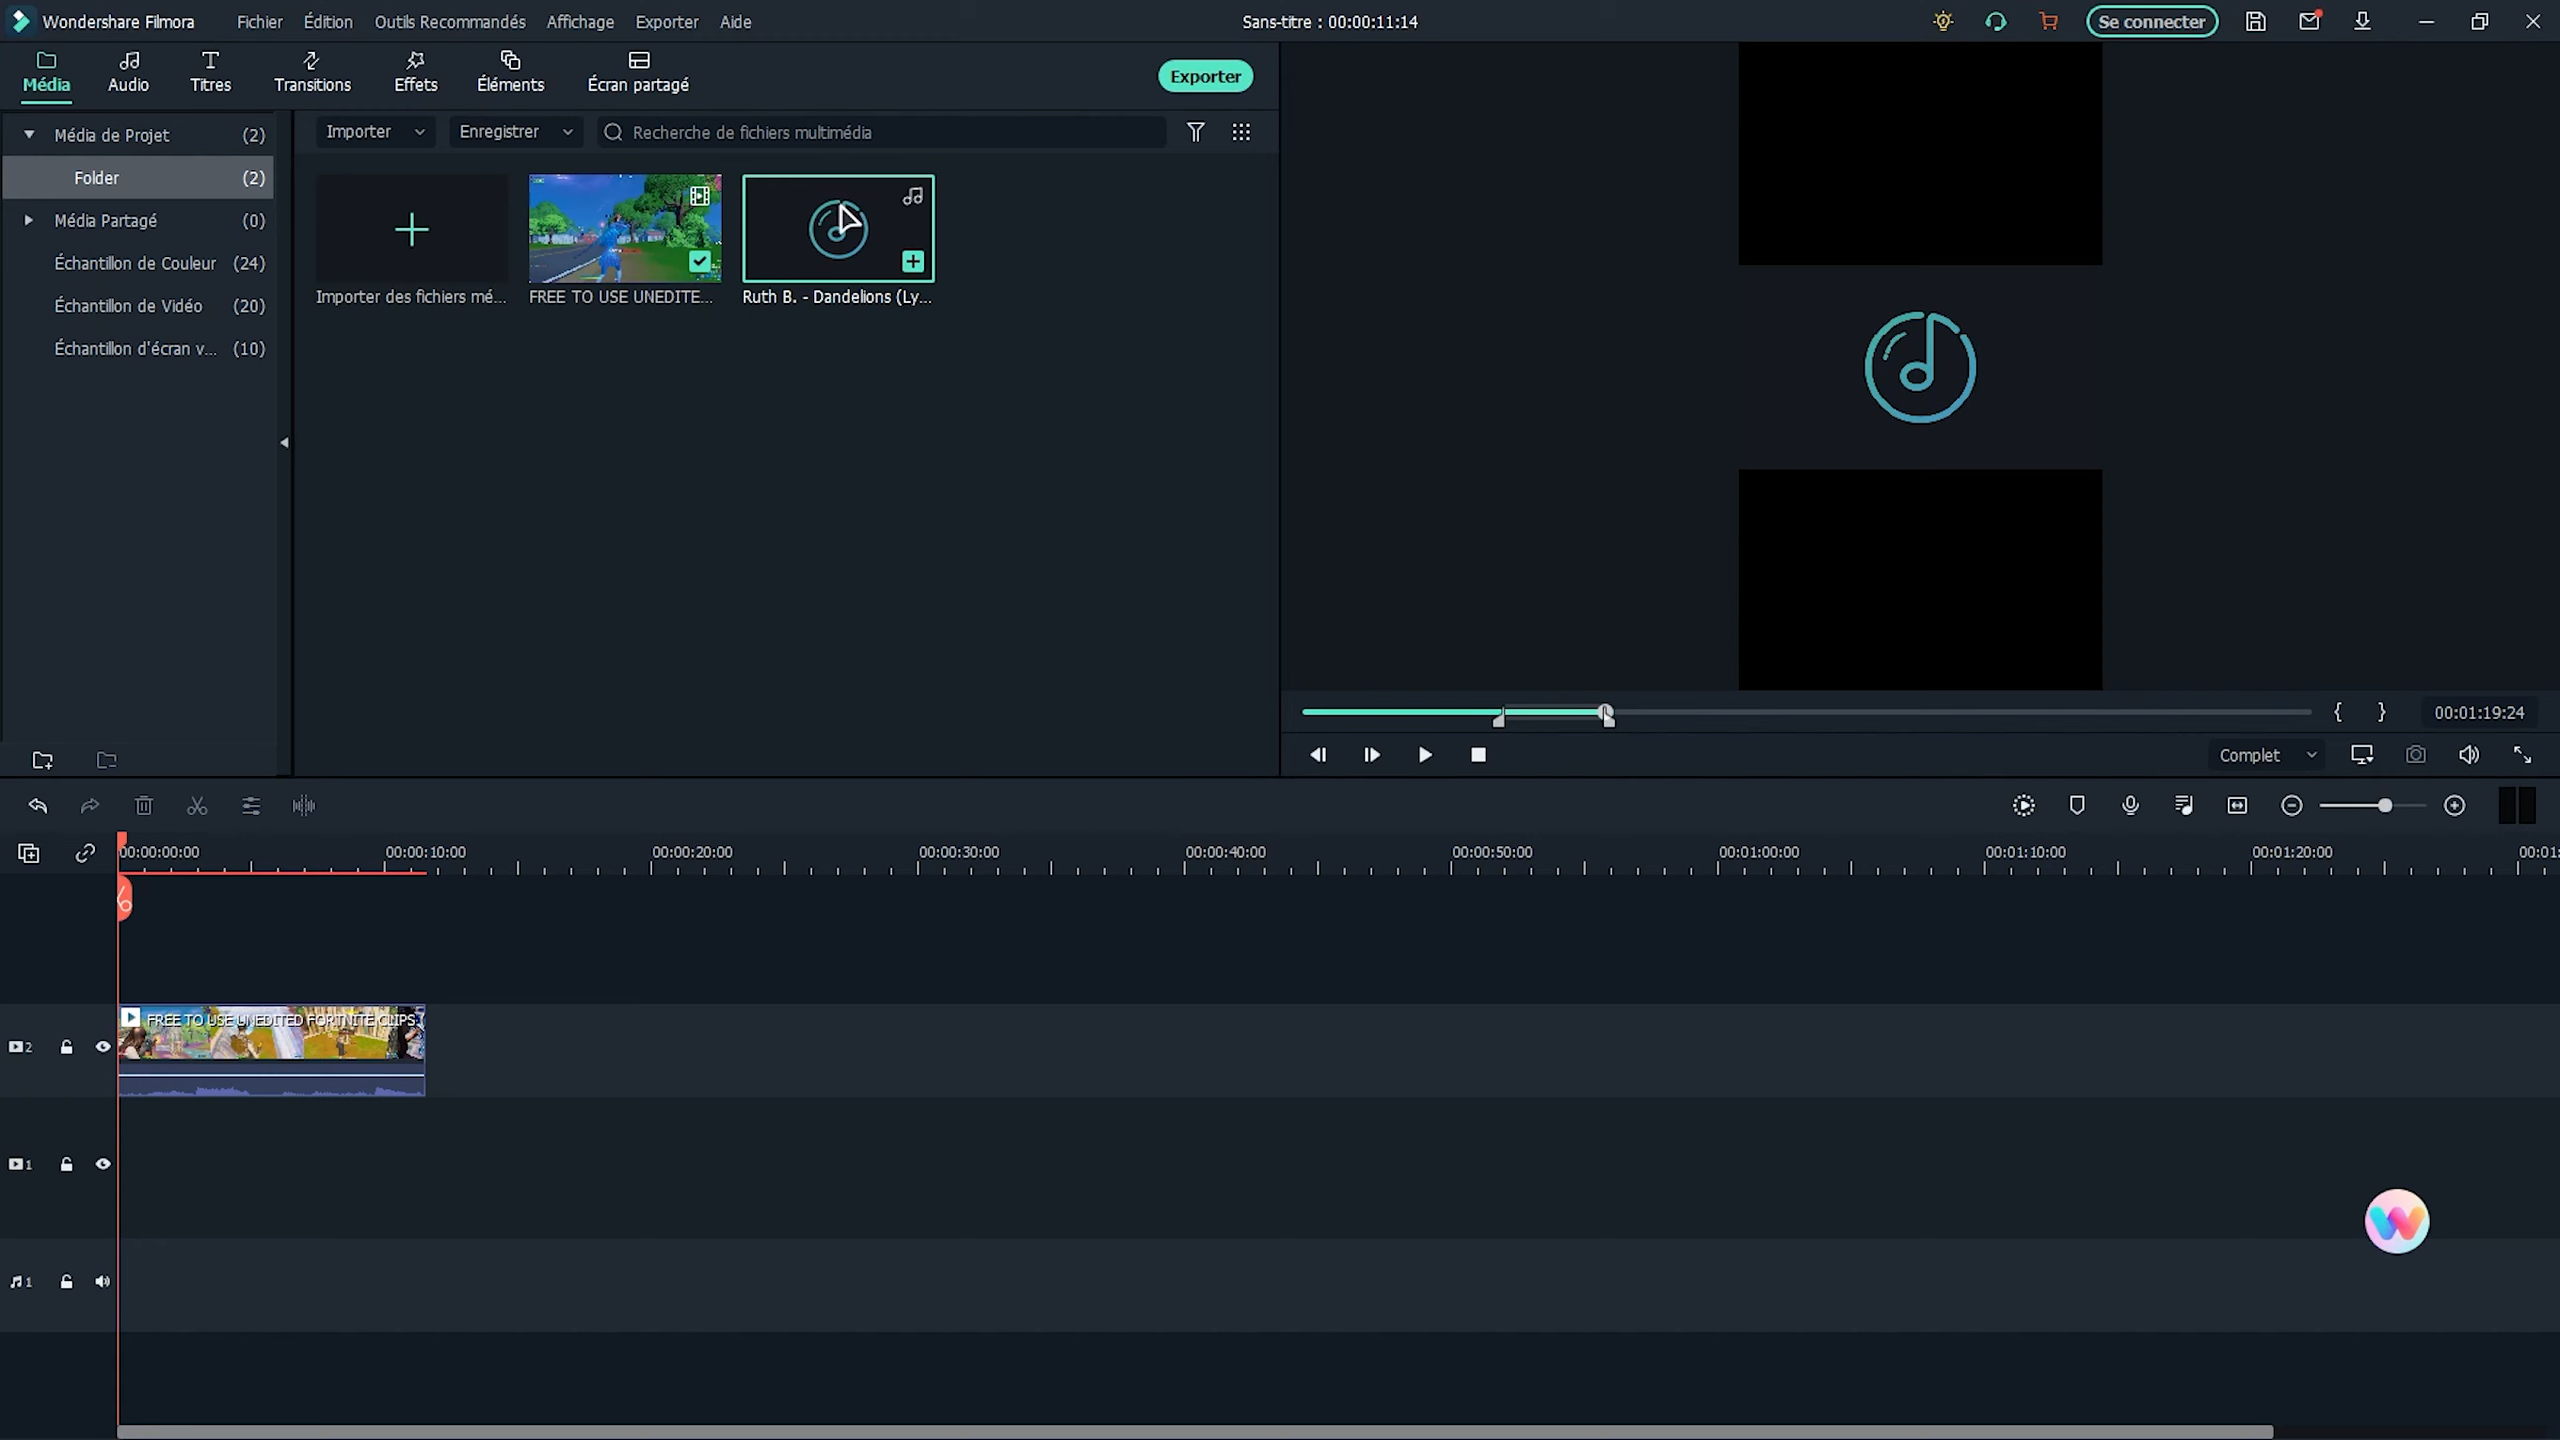 Wondershare Filmora
Fichier
Édition
Outils Recommandés
Affichage
Exporter
Aide
Sans-titre : 00:00:11:14
Se connecter
Média
Audio
Titres
Transitions
Effets
Éléments
Écran partagé
Exporter
Média de Projet (2)
Folder (2)
Média Partagé (0)
Échantillon de Couleur (24)
Échantillon de Vidéo (20)
Échantillon d'écran v... (10)
Importer
Enregistrer
Recherche de fichiers multimédia
Importer des fichiers mé...
FREE TO USE UNEDITE...
Ruth B. - Dandelions (Ly...
{ }
00:01:19:24
Complet
00:00:00:00
00:00:10:00
00:00:20:00
00:00:30:00
00:00:40:00
00:00:50:00
00:01:00:00
00:01:10:00
00:01:20:00
00:01:
FREE TO USE UNEDITED FORTNITE CLIPS
2
1
1